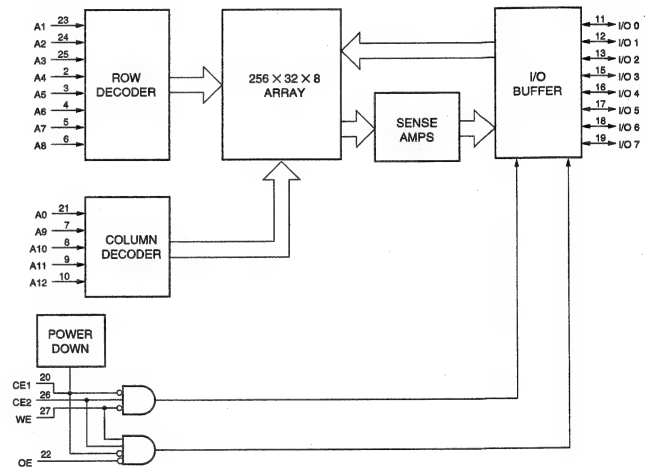 A1 23
A2 24
A3 25
A4 2
A5 3
A6 4
A7 5
A8 6
ROW
DECODER
256 × 32 × 8
ARRAY
SENSE
AMPS
I/O
BUFFER
11 I/O 0
12 I/O 1
13 I/O 2
15 I/O 3
16 I/O 4
17 I/O 5
18 I/O 6
19 I/O 7
A0 21
A9 7
A10 8
A11 9
A12 10
COLUMN
DECODER
POWER
DOWN
CE1 20
CE2 26
WE 27
OE 22